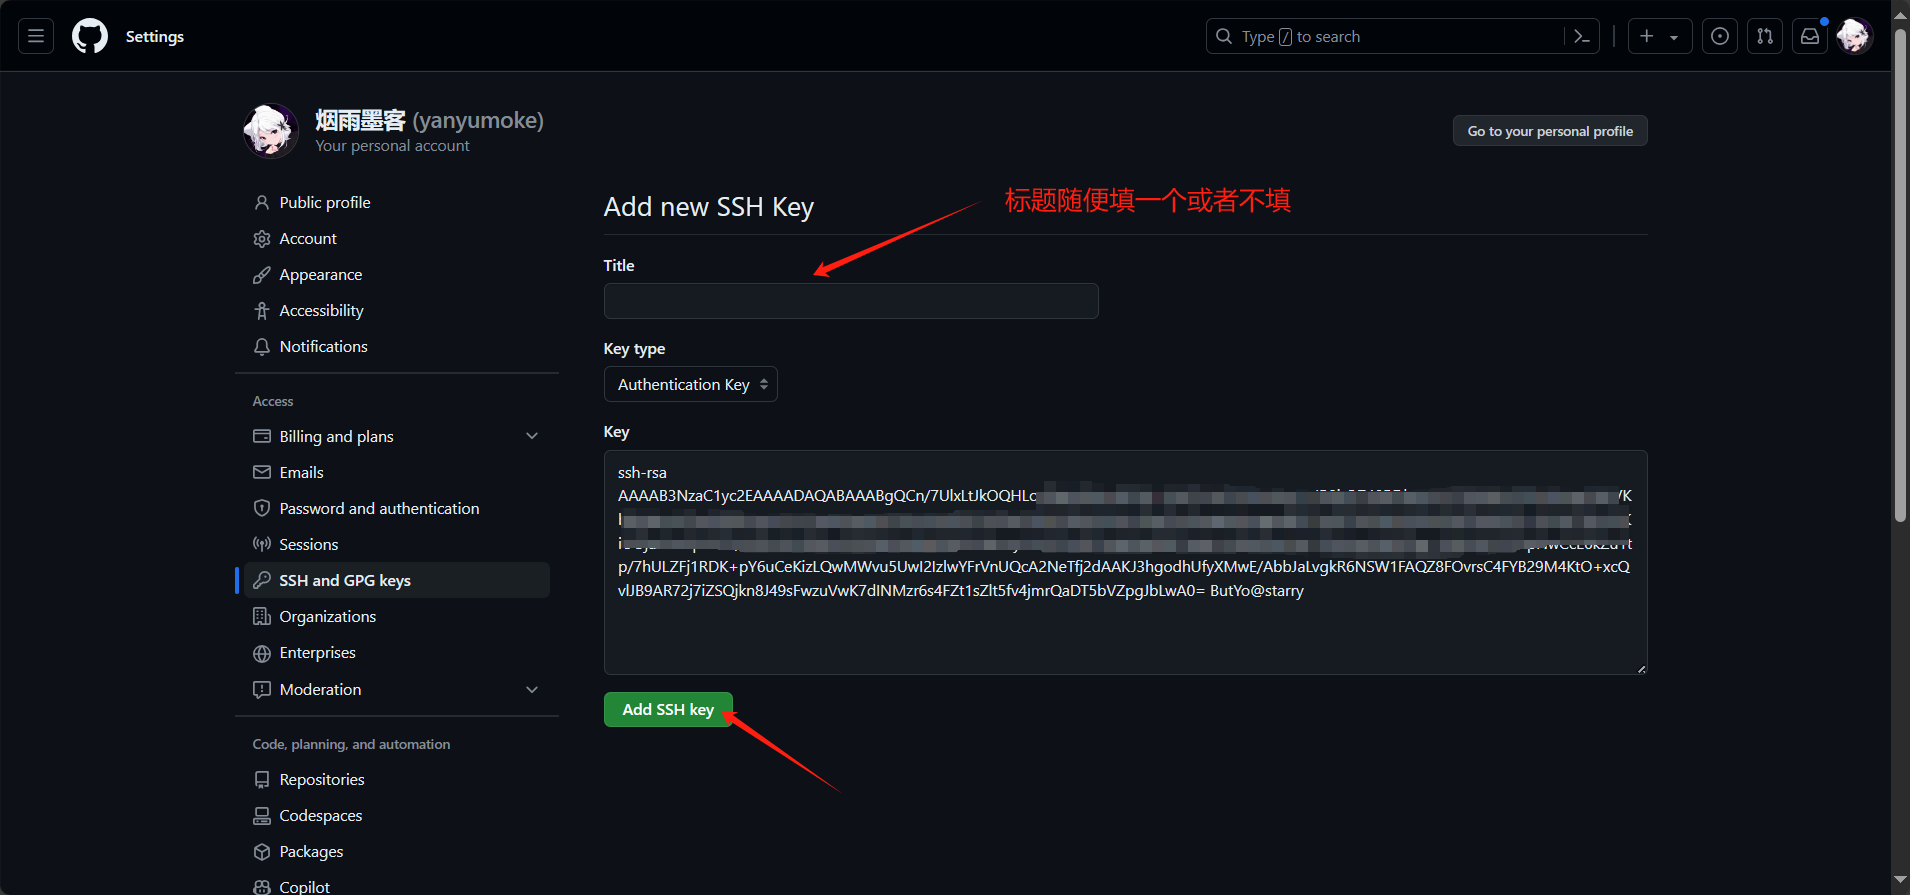 Settings
Type / to search
烟雨墨客 (yanyumoke)
Your personal account
Go to your personal profile
Public profile
Account
Appearance
Accessibility
Notifications
Access
Billing and plans
Emails
Password and authentication
Sessions
SSH and GPG keys
Organizations
Enterprises
Moderation
Code, planning, and automation
Repositories
Codespaces
Packages
Copilot
Add new SSH Key
标题随便填一个或者不填
Title
Key type
Authentication Key
Key
ssh-rsa
AAAAB3NzaC1yc2EAAAADAQABAAABgQCn/7UlxLtJkOQHLc
p/7hULZFj1RDK+pY6uCeKizLQwMWvu5UwI2IzlwYFrVnUQcA2NeTfj2dAAKJ3hgodhUfyXMwE/AbbJaLvgkR6NSW1FAQZ8FOvrsC4FYB29M4KtO+xcQ
vlJB9AR72j7iZSQjkn8J49sFwzuVwK7dINMzr6s4FZt1sZlt5fv4jmrQaDT5bVZpgJbLwA0= ButYo@starry
Add SSH key